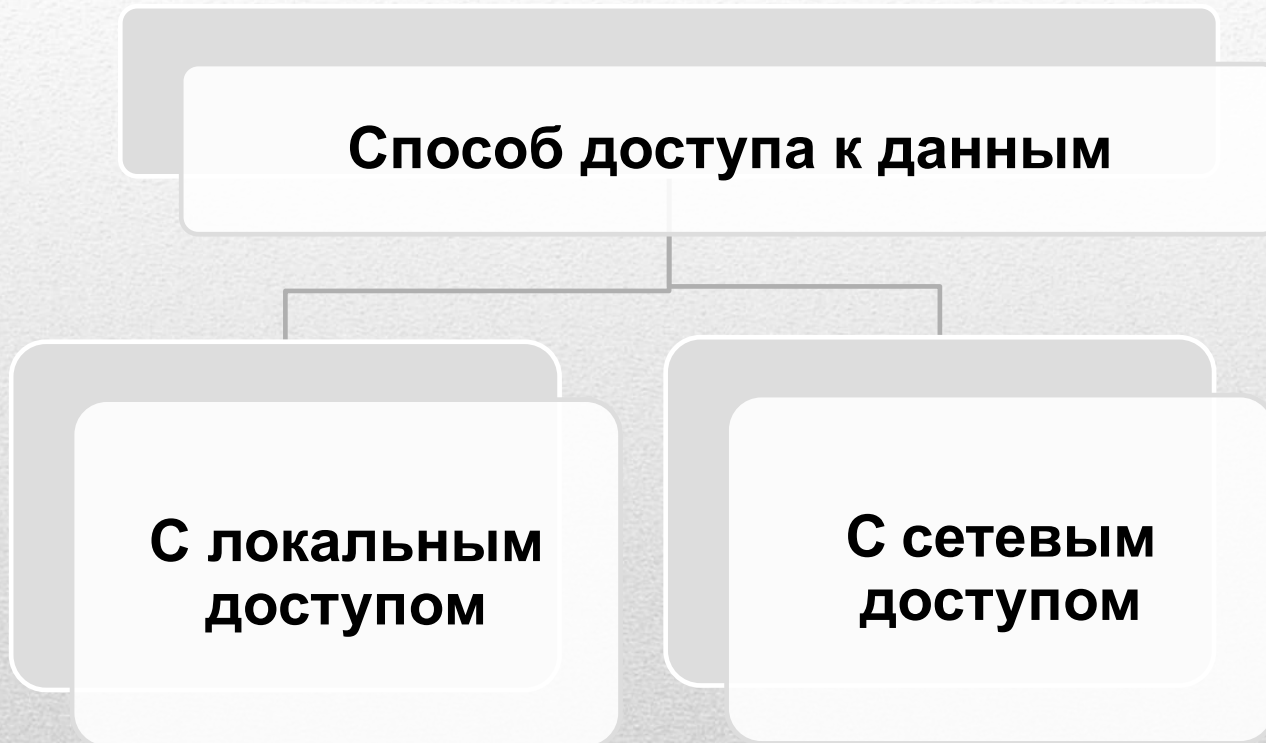 Способ доступа к данным
С локальным
доступом
С сетевым
доступом